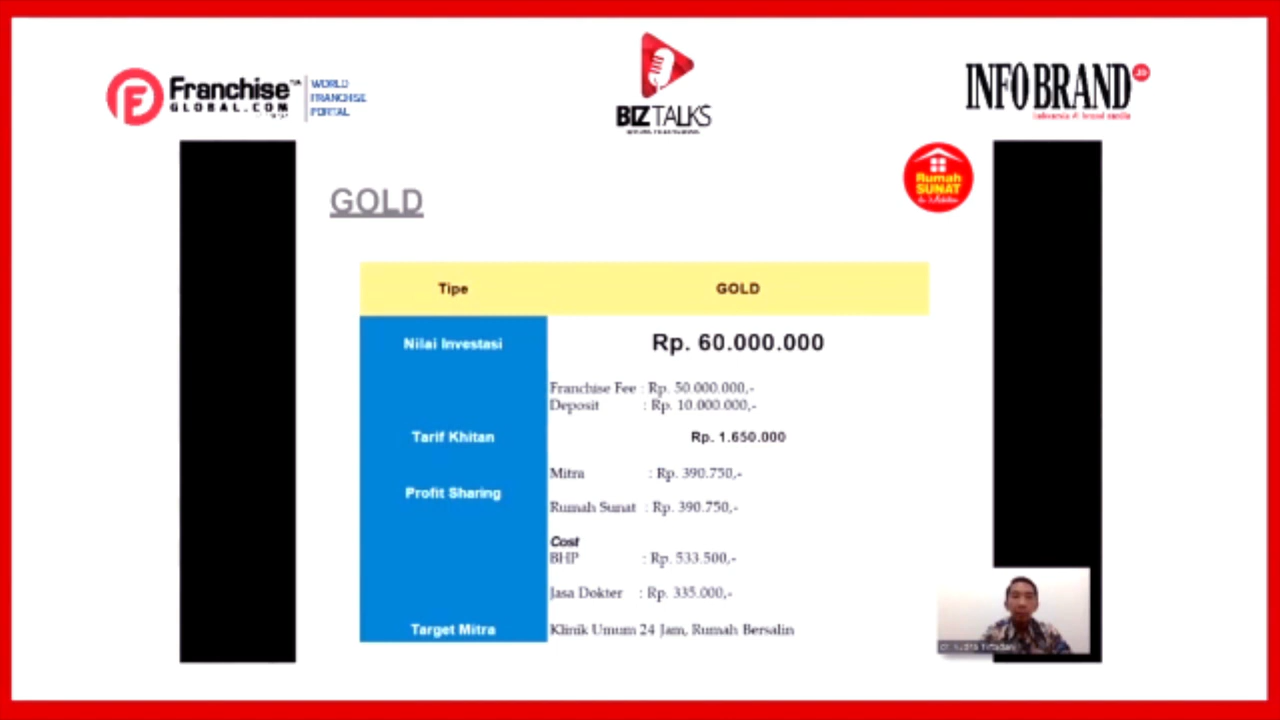 Franchise
GLOBAL.COM
WORLD
FRANCHISE
PORTAL
BIZTALKS
INFOBRAND
Rumah
SUNAT
GOLD
Tipe GOLD
Nilai Investasi Rp. 60.000.000
Franchise Fee : Rp. 50.000.000,-
Deposit : Rp. 10.000.000,-
Tarif Khitan Rp. 1.650.000
Mitra : Rp. 390.750,-
Profit Sharing
Rumah Sunat : Rp. 390.750,-
Cost
BHP : Rp. 533.500,-
Jasa Dokter : Rp. 335.000,-
Target Mitra Klinik Umum 24 Jam, Rumah Bersalin